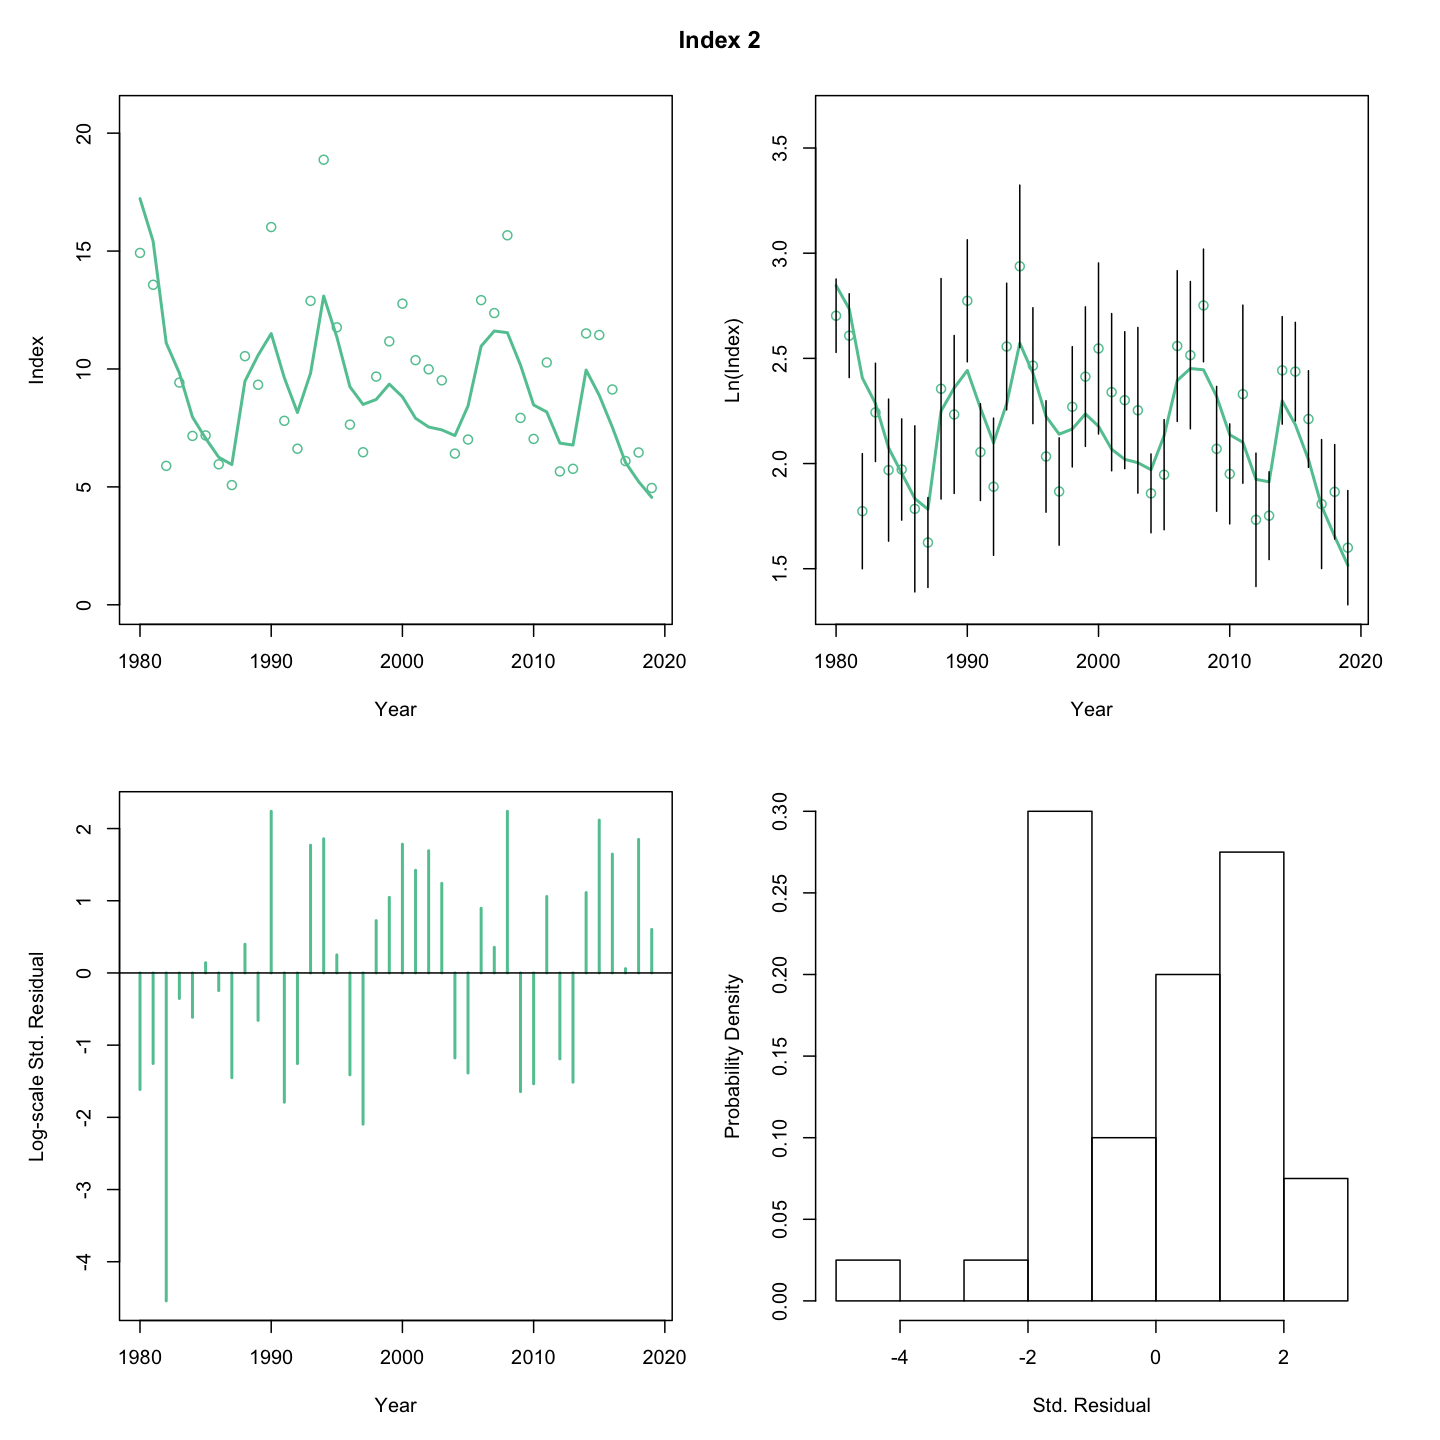 Index 2
Index
20
15
10
5
0
1980 1990 2000 2010 2020
Year
Ln(Index)
3.5
3.0
2.5
2.0
1.5
1980 1990 2000 2010 2020
Year
Log-scale Std. Residual
2
1
0
-1
-2
-3
-4
1980 1990 2000 2010 2020
Year
Probability Density
0.30
0.25
0.20
0.15
0.10
0.05
0.00
-4 -2 0 2
Std. Residual